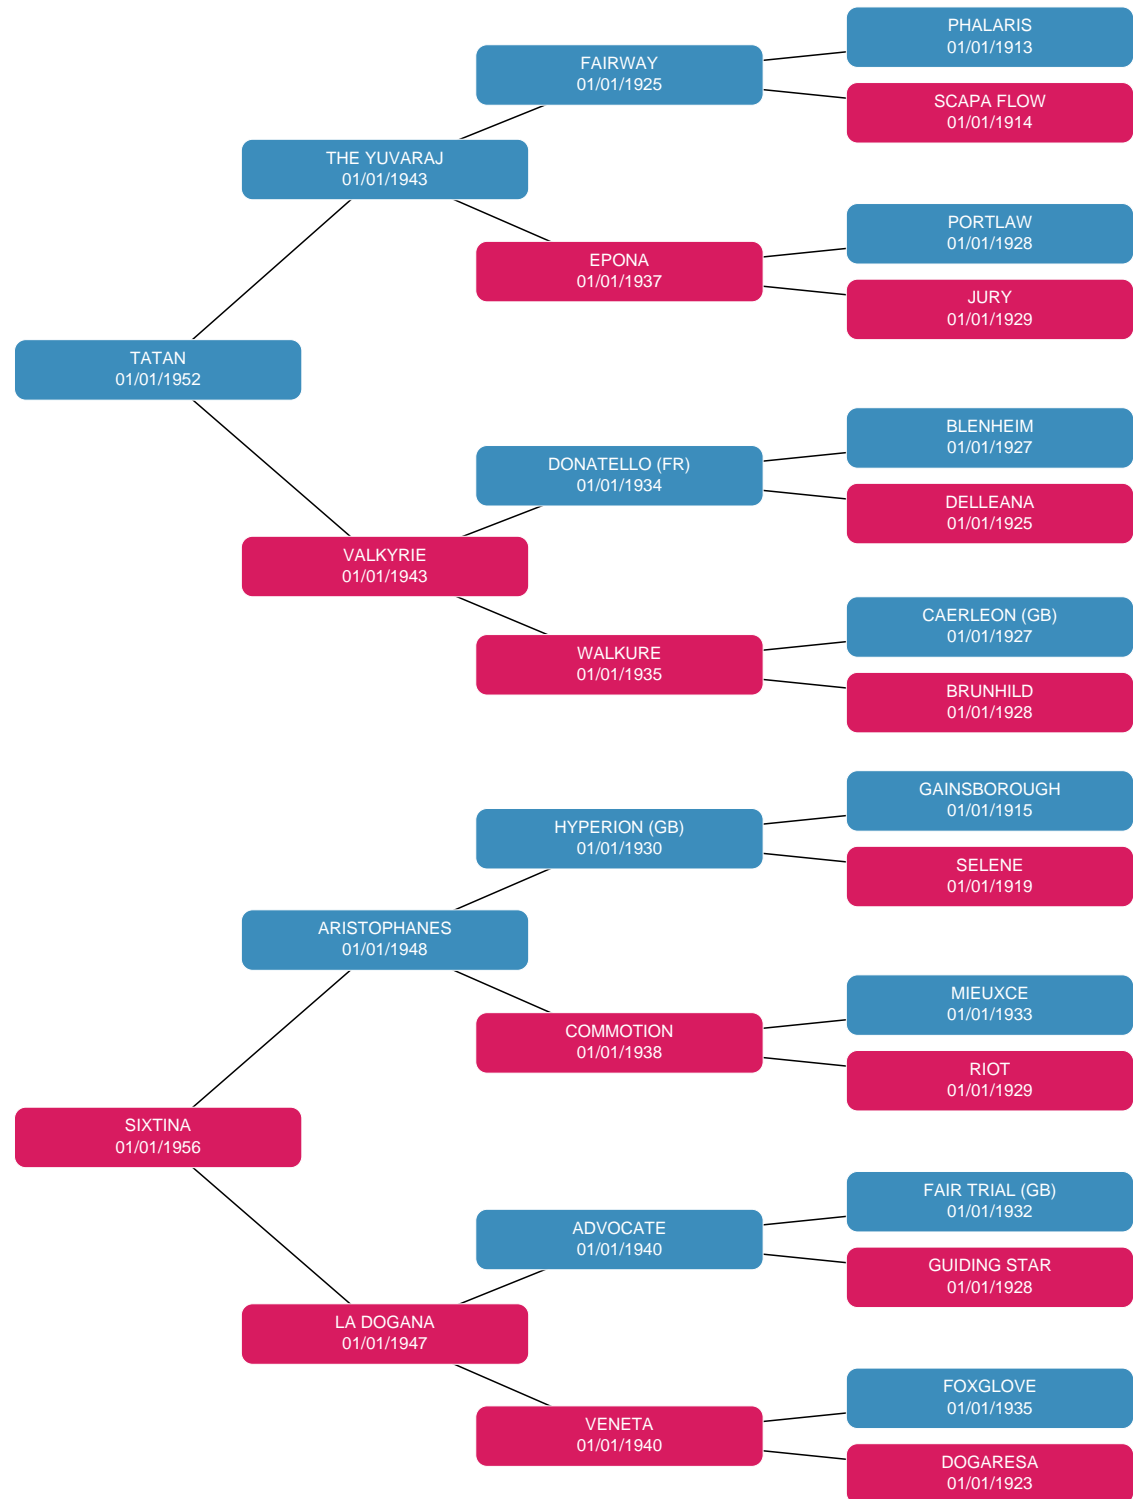 PHALARIS
01/01/1913
FAIRWAY
01/01/1925
SCAPA FLOW
01/01/1914
THE YUVARAJ
01/01/1943
PORTLAW
01/01/1928
EPONA
01/01/1937
JURY
01/01/1929
TATAN
01/01/1952
BLENHEIM
01/01/1927
DONATELLO (FR)
01/01/1934
DELLEANA
01/01/1925
VALKYRIE
01/01/1943
CAERLEON (GB)
01/01/1927
WALKURE
01/01/1935
BRUNHILD
01/01/1928
GAINSBOROUGH
01/01/1915
HYPERION (GB)
01/01/1930
SELENE
01/01/1919
ARISTOPHANES
01/01/1948
MIEUXCE
01/01/1933
COMMOTION
01/01/1938
RIOT
01/01/1929
SIXTINA
01/01/1956
FAIR TRIAL (GB)
01/01/1932
ADVOCATE
01/01/1940
GUIDING STAR
01/01/1928
LA DOGANA
01/01/1947
FOXGLOVE
01/01/1935
VENETA
01/01/1940
DOGARESA
01/01/1923